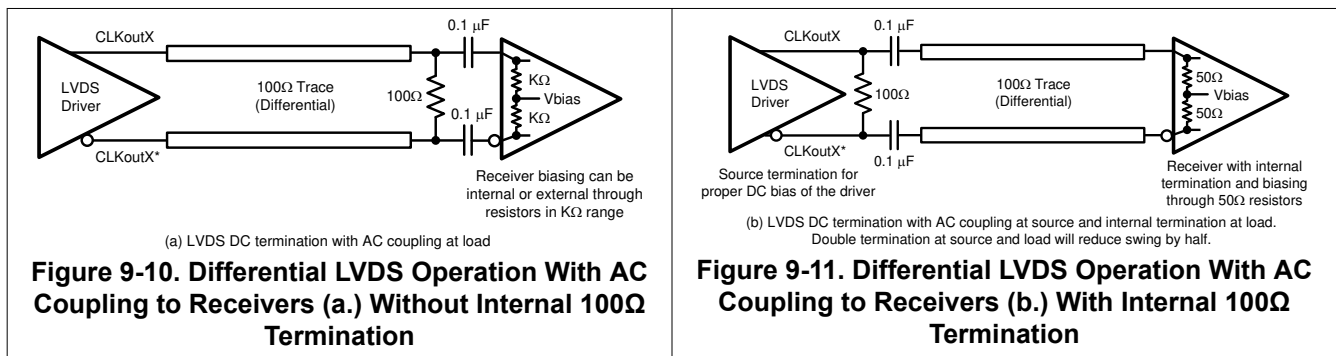 CLKoutX
0.1 µF
LVDS
Driver
100Ω Trace
(Differential)
100Ω
0.1 µF
KΩ
Vbias
KΩ
CLKoutX*
Receiver biasing can be
internal or external through
resistors in KΩ range
(a) LVDS DC termination with AC coupling at load
Figure 9-10. Differential LVDS Operation With AC
Coupling to Receivers (a.) Without Internal 100Ω
Termination
CLKoutX
0.1 µF
LVDS
Driver
100Ω
100Ω Trace
(Differential)
50Ω
Vbias
50Ω
CLKoutX*
0.1 µF
Source termination for
proper DC bias of the driver
Receiver with internal
termination and biasing
through 50Ω resistors
(b) LVDS DC termination with AC coupling at source and internal termination at load.
Double termination at source and load will reduce swing by half.
Figure 9-11. Differential LVDS Operation With AC
Coupling to Receivers (b.) With Internal 100Ω
Termination